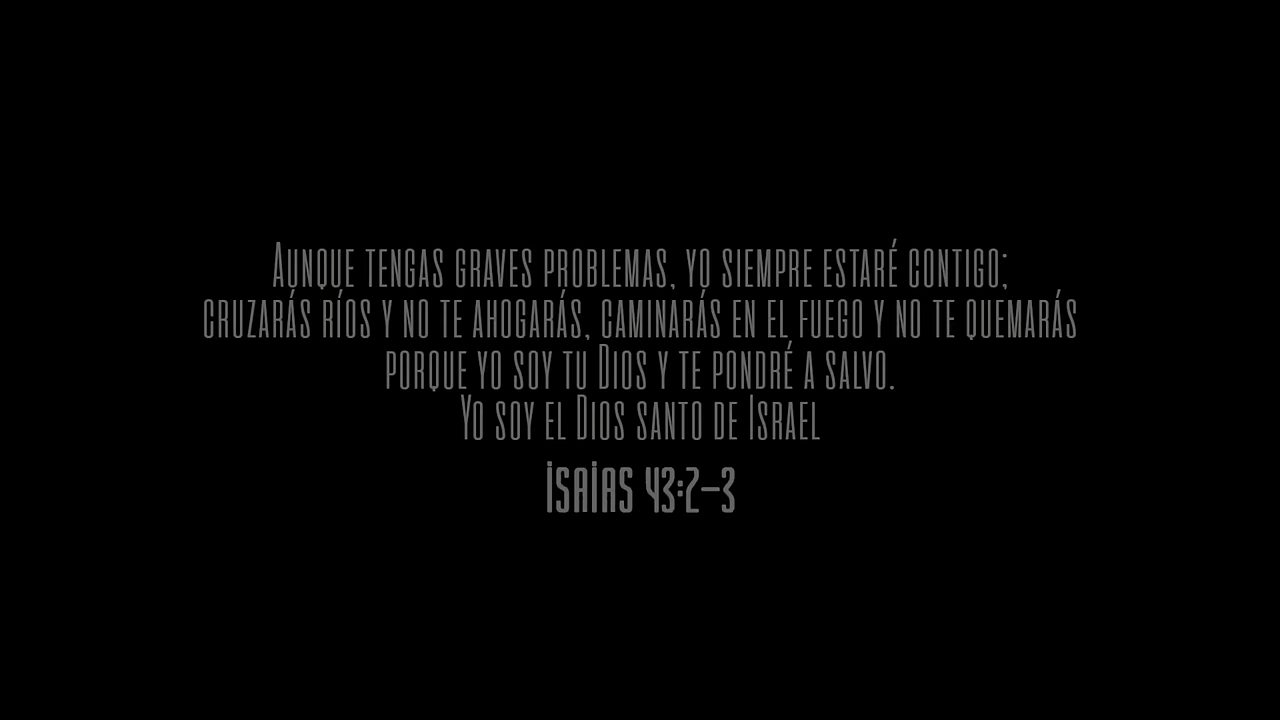 Aunque tengas graves problemas, yo siempre estaré contigo;
cruzarás ríos y no te ahogarás, caminarás en el fuego y no te quemarás
porque yo soy tu Dios y te pondré a salvo.
Yo soy el Dios santo de Israel
isaias 43:2-3